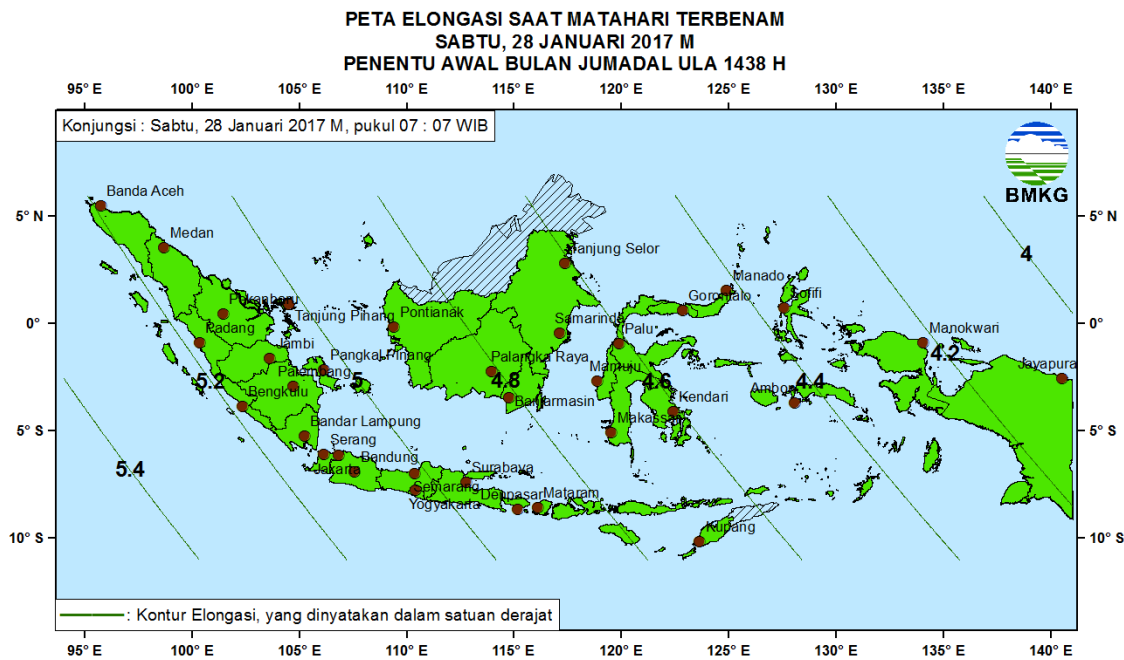 PETA ELONGASI SAAT MATAHARI TERBENAM
SABTU, 28 JANUARI 2017 M
PENENTU AWAL BULAN JUMADAL ULA 1438 H
95° E 100° E 105° E 110° E 115° E 120° E 125° E 130° E 135° E 140° E
Konjungsi : Sabtu, 28 Januari 2017 M, pukul 07 : 07 WIB
BMKG
Banda Aceh
5° N 5° N
Medan
4
Tanjung Selor
Manado
Pekanbaru
Gorontalo
Sofifi
Tanjung Pinang
Pontianak
Samarinda
0° 0°
Padang
Palu
Manokwari
Jambi
4.2
Pangkal Pinang
Palangka Raya
Jayapura
Palembang
Mamuju
5.2
5
4.8
4.6
4.4
Bengkulu
Ambon
Banjarmasin
Kendari
Bandar Lampung
Makassar
5° S 5° S
Serang
Bandung
5.4
Jakarta
Surabaya
Semarang
Denpasar
Mataram
Yogyakarta
Kupang
10° S 10° S
: Kontur Elongasi, yang dinyatakan dalam satuan derajat
95° E 100° E 105° E 110° E 115° E 120° E 125° E 130° E 135° E 140° E